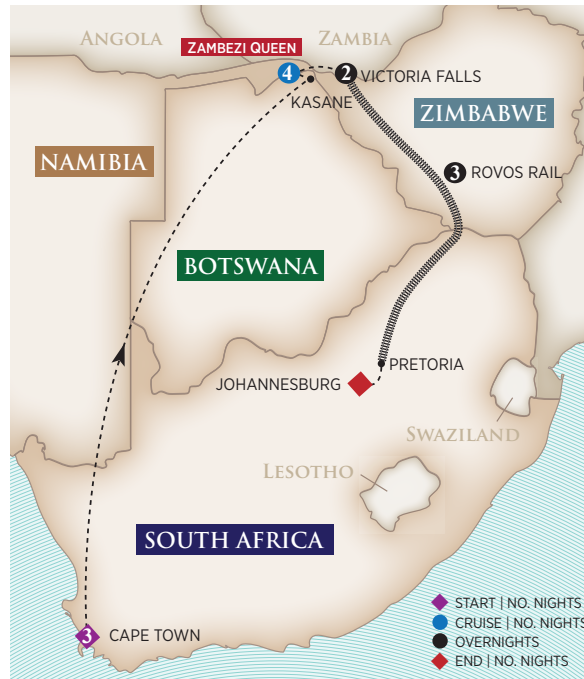 ANGOLA
ZAMBEZI QUEEN
ZAMBIA
4
2 VICTORIA FALLS
KASANE
ZIMBABWE
NAMIBIA
3 ROVOS RAIL
BOTSWANA
PRETORIA
JOHANNESBURG
SWAZILAND
LESOTHO
SOUTH AFRICA
3 CAPE TOWN
START | NO. NIGHTS
CRUISE | NO. NIGHTS
OVERNIGHTS
END | NO. NIGHTS